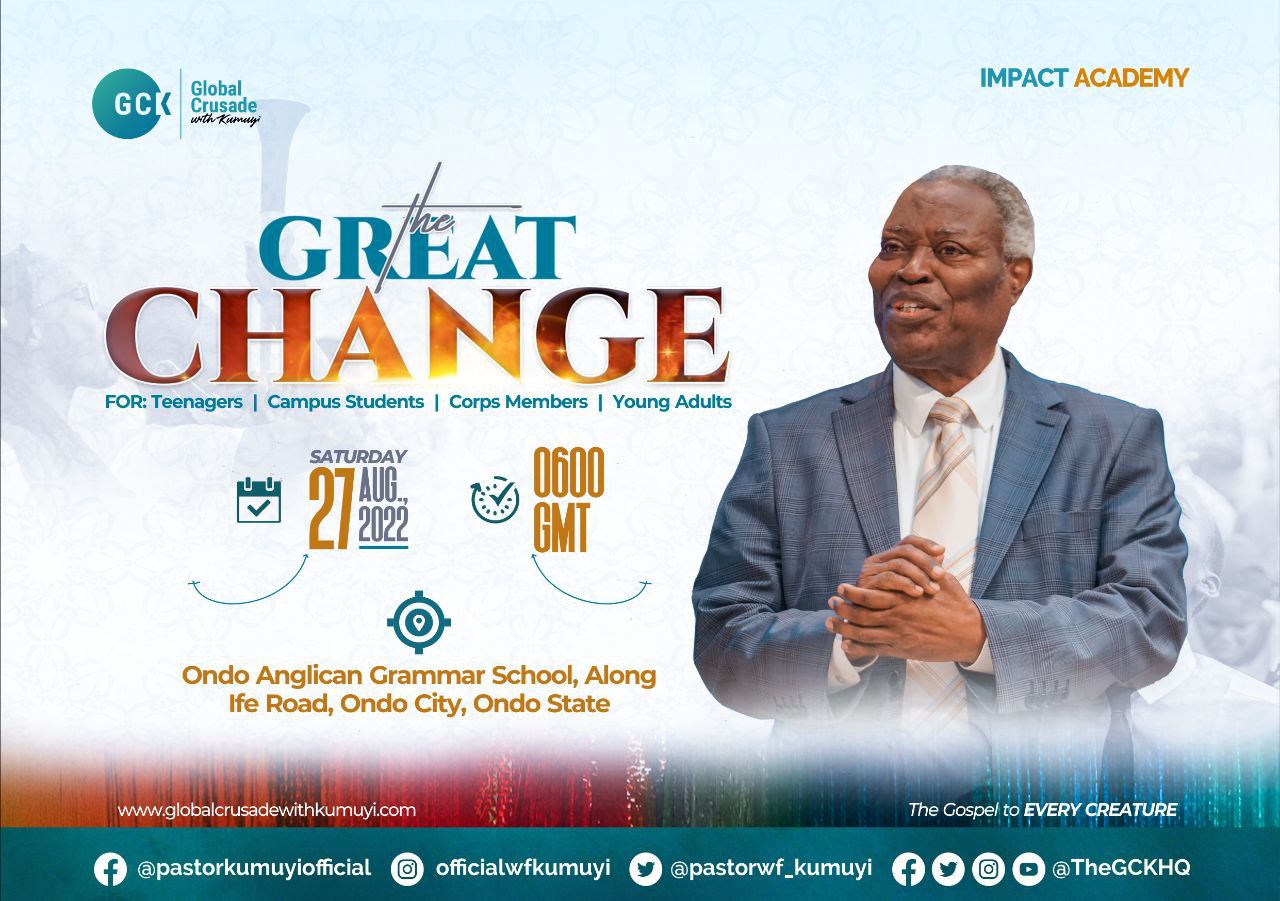 GCK
Global
Crusade
with Kumuyi
IMPACT ACADEMY
the
GREAT
CHANGE
FOR: Teenagers | Campus Students | Corps Members | Young Adults
SATURDAY
27 AUG.,
2022
0600
GMT
Ondo Anglican Grammar School, Along
Ife Road, Ondo City, Ondo State
www.globalcrusadewithkumuyi.com
The Gospel to EVERY CREATURE
@pastorkumuyiofficial officialwfkumuyi @pastorwf_kumuyi @TheGCKHQ